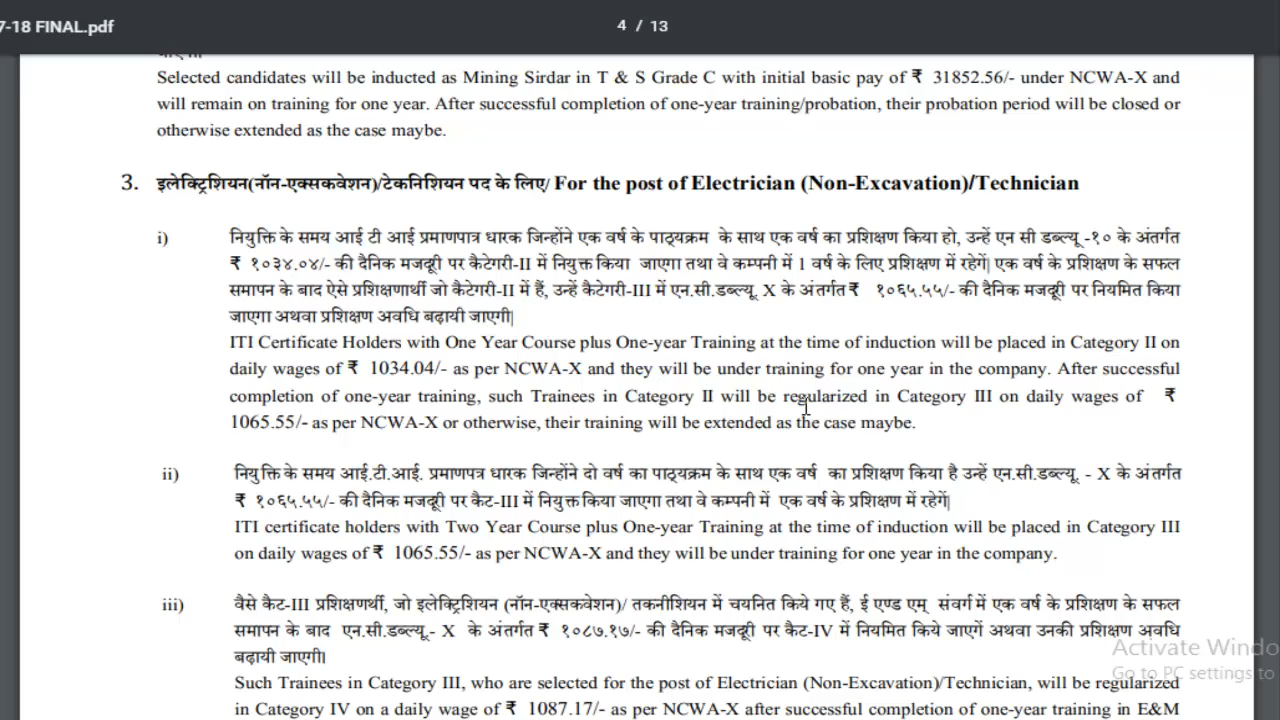 7-18 FINAL.pdf
4 / 13
Selected candidates will be inducted as Mining Sirdar in T & S Grade C with initial basic pay of ₹ 31852.56/- under NCWA-X and
will remain on training for one year. After successful completion of one-year training/probation, their probation period will be closed or
otherwise extended as the case maybe.
3. इलेक्ट्रिशियन(नॉन-एक्सकवेशन)/टेकनिशियन पद के लिए/ For the post of Electrician (Non-Excavation)/Technician
i) नियुक्ति के समय आई टी आई प्रमाणपात्र धारक जिन्होंने एक वर्ष के पाठ्यक्रम के साथ एक वर्ष का प्रशिक्षण किया हो, उन्हें एन सी डब्ल्यू -१० के अंतर्गत
₹ १०३४.०४/- की दैनिक मजदूरी पर कैटेगरी-II में नियुक्त किया जाएगा तथा वे कम्पनी में 1 वर्ष के लिए प्रशिक्षण में रहेगें| एक वर्ष के प्रशिक्षण के सफल
समापन के बाद ऐसे प्रशिक्षणार्थी जो कैटेगरी-II में हैं, उन्हें कैटेगरी-III में एन.सी.डब्ल्यू. X के अंतर्गत ₹ १०६५.५५/- की दैनिक मजदूरी पर नियमित किया
जाएगा अथवा प्रशिक्षण अवधि बढ़ायी जाएगी|
ITI Certificate Holders with One Year Course plus One-year Training at the time of induction will be placed in Category II on
daily wages of ₹ 1034.04/- as per NCWA-X and they will be under training for one year in the company. After successful
completion of one-year training, such Trainees in Category II will be regularized in Category III on daily wages of ₹
1065.55/- as per NCWA-X or otherwise, their training will be extended as the case maybe.
ii) नियुक्ति के समय आई.टी.आई. प्रमाणपत्र धारक जिन्होंने दो वर्ष का पाठ्यक्रम के साथ एक वर्ष का प्रशिक्षण किया है उन्हें एन.सी.डब्ल्यू. - X के अंतर्गत
₹ १०६५.५५/- की दैनिक मजदूरी पर कैट-III में नियुक्त किया जाएगा तथा वे कम्पनी में एक वर्ष के प्रशिक्षण में रहेगें|
ITI certificate holders with Two Year Course plus One-year Training at the time of induction will be placed in Category III
on daily wages of ₹ 1065.55/- as per NCWA-X and they will be under training for one year in the company.
iii) वैसे कैट-III प्रशिक्षणर्थी, जो इलेक्ट्रिशियन (नॉन-एक्सकवेशन)/ तकनीशियन में चयनित किये गए हैं, ई एण्ड एम् संवर्ग में एक वर्ष के प्रशिक्षण के सफल
समापन के बाद एन.सी.डब्ल्यू.- X के अंतर्गत ₹ १०८७.१७/- की दैनिक मजदूरी पर कैट-IV में नियमित किये जाएगें अथवा उनकी प्रशिक्षण अवधि
बढ़ायी जाएगी।
Such Trainees in Category III, who are selected for the post of Electrician (Non-Excavation)/Technician, will be regularized
in Category IV on a daily wage of ₹ 1087.17/- as per NCWA-X after successful completion of one-year training in E&M
Activate Windo
Go to PC settings to